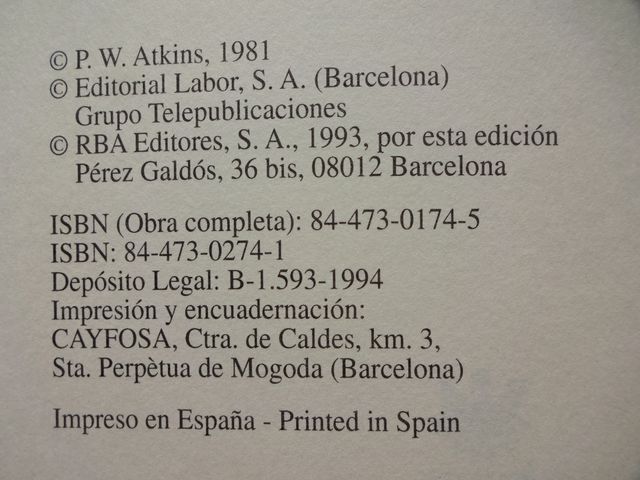 © P. W. Atkins, 1981
© Editorial Labor, S. A. (Barcelona)
Grupo Telepublicaciones
© RBA Editores, S. A., 1993, por esta edición
Pérez Galdós, 36 bis, 08012 Barcelona
ISBN (Obra completa): 84-473-0174-5
ISBN: 84-473-0274-1
Depósito Legal: B-1.593-1994
Impresión y encuadernación:
CAYFOSA, Ctra. de Caldes, km. 3,
Sta. Perpètua de Mogoda (Barcelona)
Impreso en España - Printed in Spain